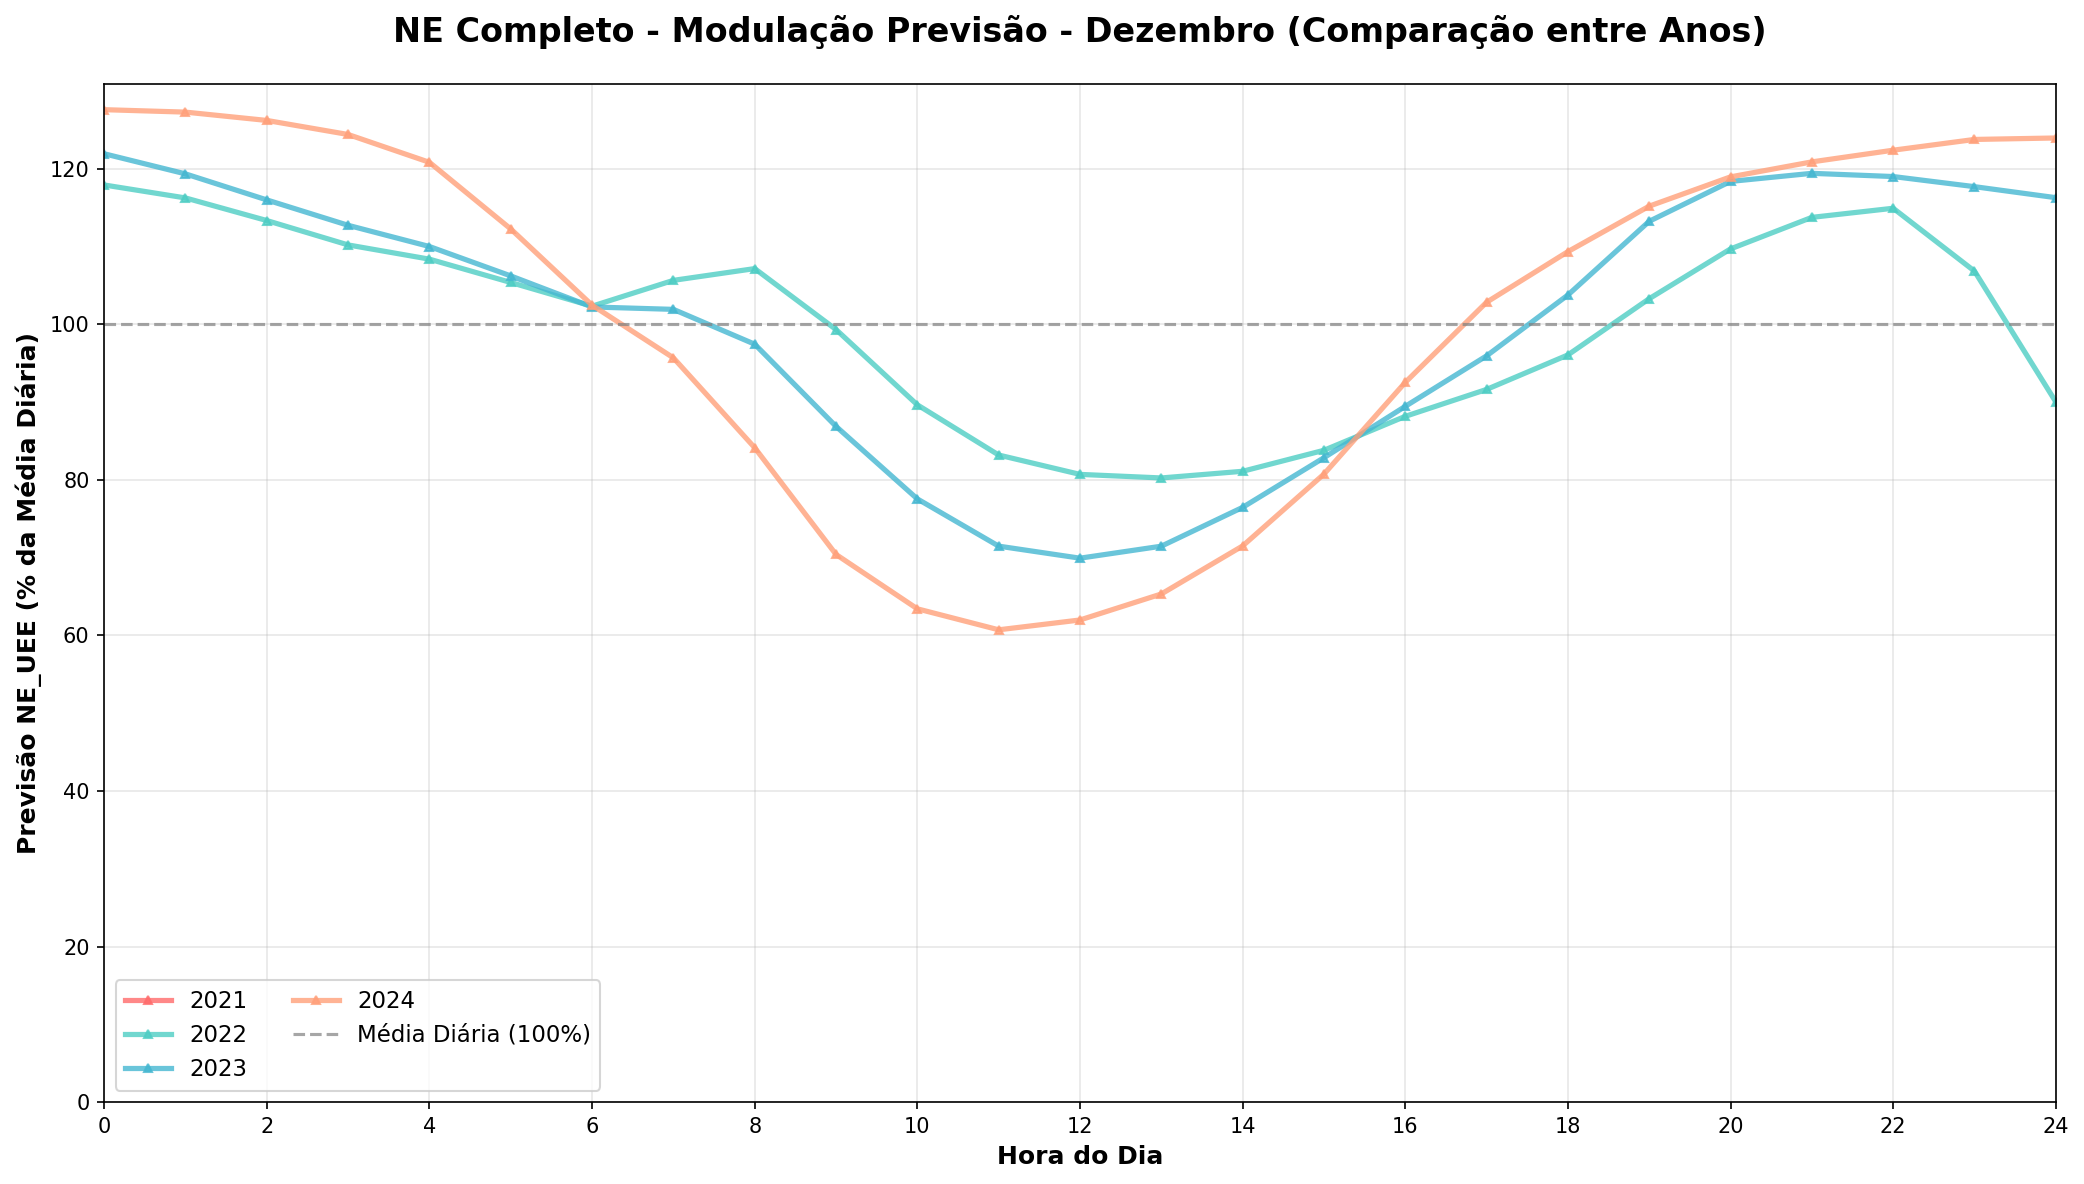 NE Completo - Modulação Previsão - Dezembro (Comparação entre Anos)
Previsão NE_UEE (% da Média Diária)
120
100
80
60
40
20
0
2021
2022
2023
2024
Média Diária (100%)
0 2 4 6 8 10 12 14 16 18 20 22 24
Hora do Dia